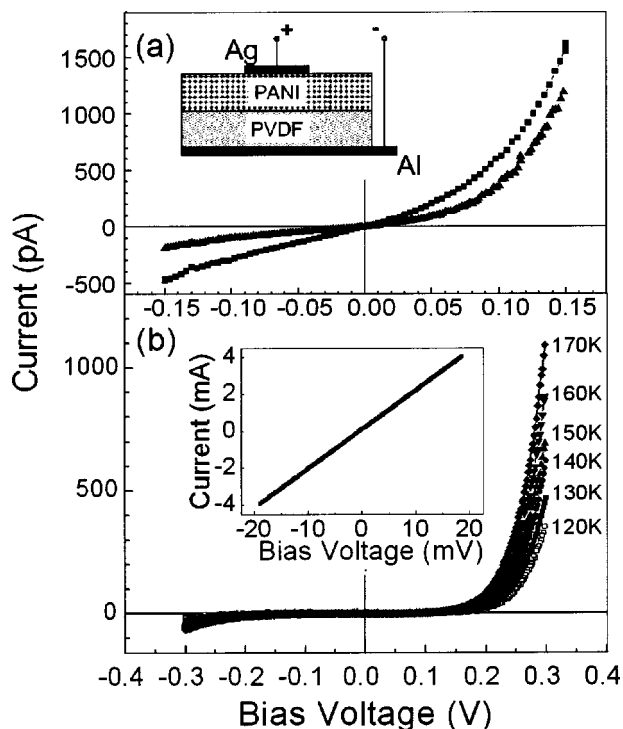 (a)
+ -
Ag
PANI
PVDF
Al
1500
1000
500
0
-500
-0.15 -0.10 -0.05 0.00 0.05 0.10 0.15
Current (pA)
(b)
1000
500
0
170K
160K
150K
140K
130K
120K
4
2
0
-2
-4
Current (mA)
-20 -10 0 10 20
Bias Voltage (mV)
-0.4 -0.3 -0.2 -0.1 0.0 0.1 0.2 0.3 0.4
Bias Voltage (V)